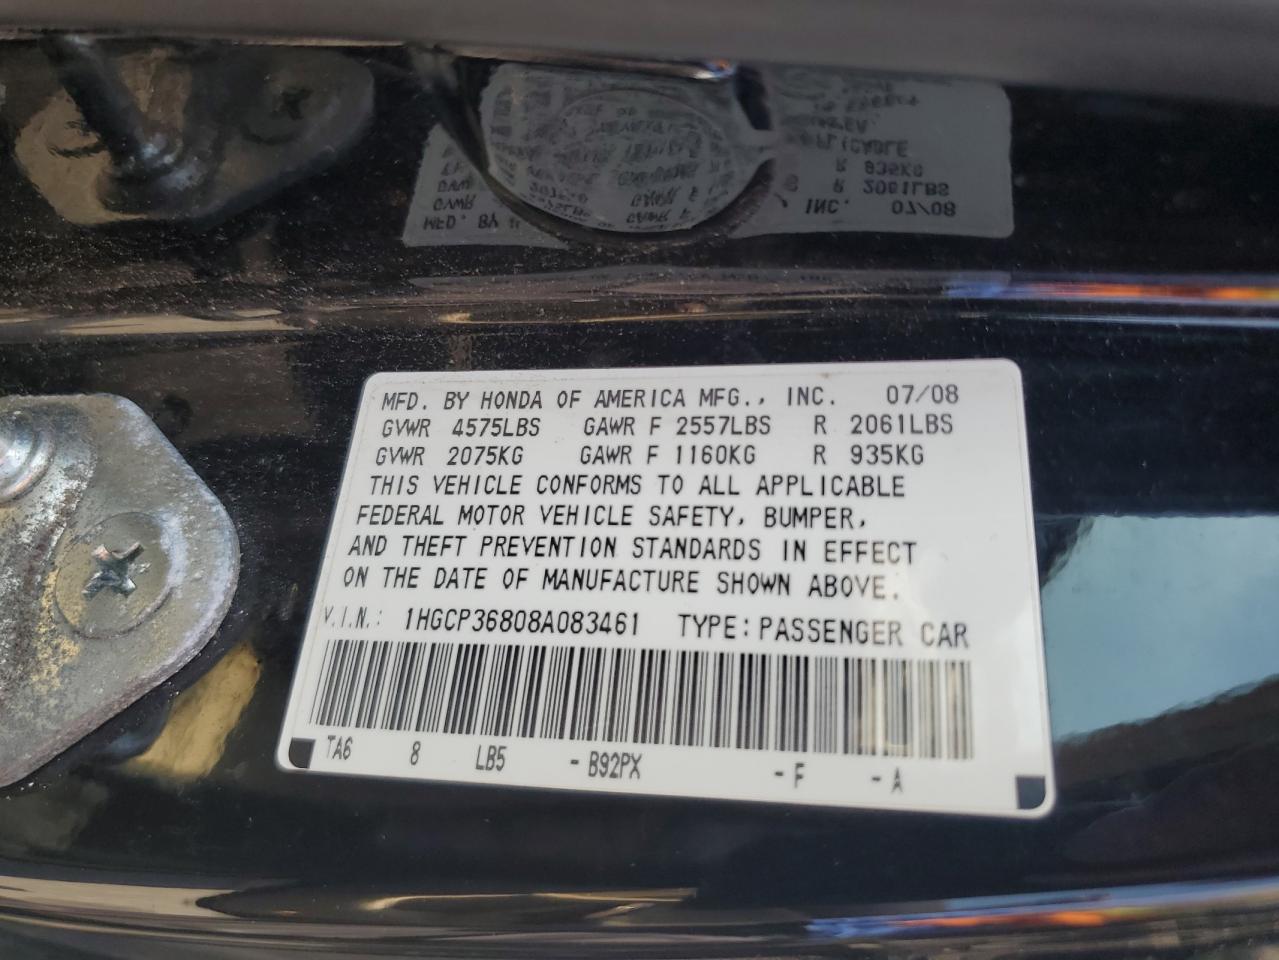 MFD. BY HONDA OF AMERICA MFG., INC. 07/08
GVWR 4575LBS GAWR F 2557LBS R 2061LBS
GVWR 2075KG GAWR F 1160KG R 935KG
THIS VEHICLE CONFORMS TO ALL APPLICABLE
FEDERAL MOTOR VEHICLE SAFETY, BUMPER,
AND THEFT PREVENTION STANDARDS IN EFFECT
ON THE DATE OF MANUFACTURE SHOWN ABOVE.
V.I.N.: 1HGCP36808A083461 TYPE: PASSENGER CAR
TA6 8 LB5 - B92PX - F - A